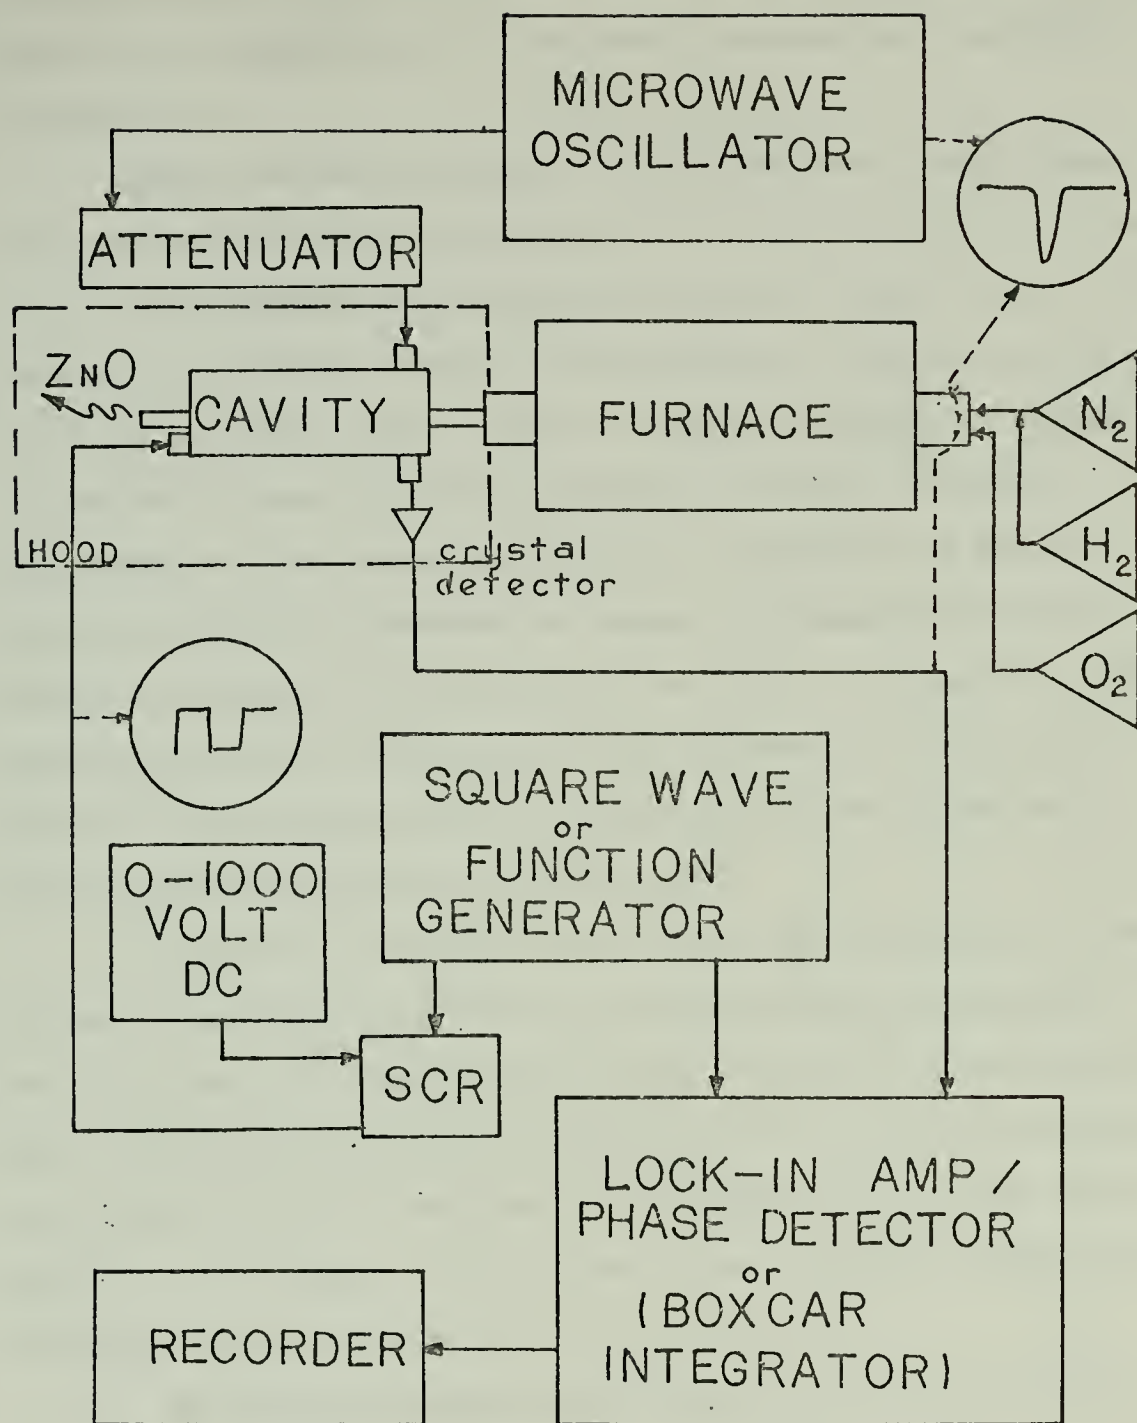 MICROWAVE
OSCILLATOR
ATTENUATOR
ZNO
CAVITY
FURNACE
N2
H2
O2
HOOD
crystal
detector
SQUARE WAVE
or
FUNCTION
GENERATOR
0-1000
VOLT
DC
SCR
LOCK-IN AMP/
PHASE DETECTOR
or
(BOXCAR
INTEGRATOR)
RECORDER